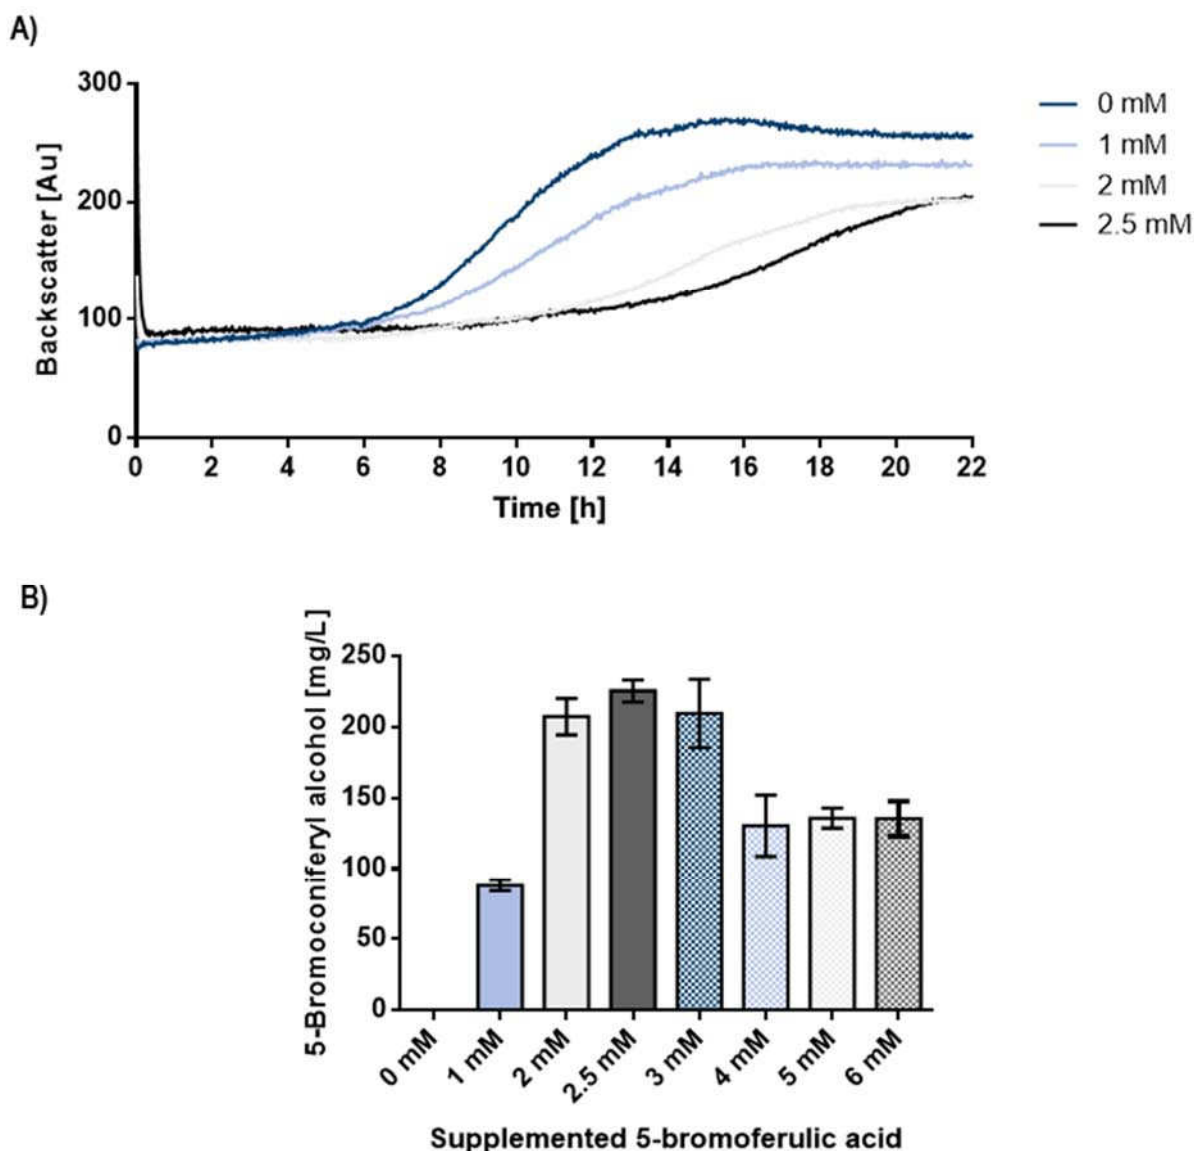 A)
300
200
100
0
Backscatter [Au]
0 2 4 6 8 10 12 14 16 18 20 22
Time [h]
0 mM
1 mM
2 mM
2.5 mM
B)
5-Bromoconiferyl alcohol [mg/L]
250
200
150
100
50
0
0 mM
1 mM
2 mM
2.5 mM
3 mM
4 mM
5 mM
6 mM
Supplemented 5-bromoferulic acid